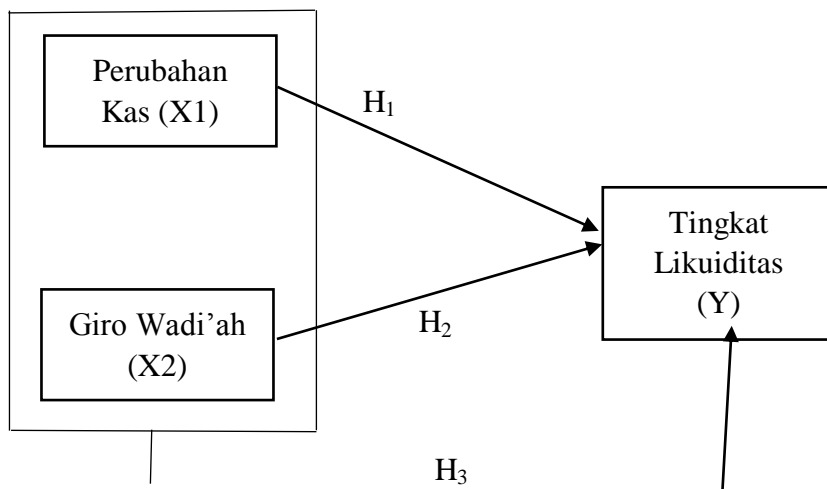 Perubahan
Kas (X1)
H₁
Tingkat
Likuiditas
(Y)
Giro Wadi’ah
(X2)
H₂
H₃